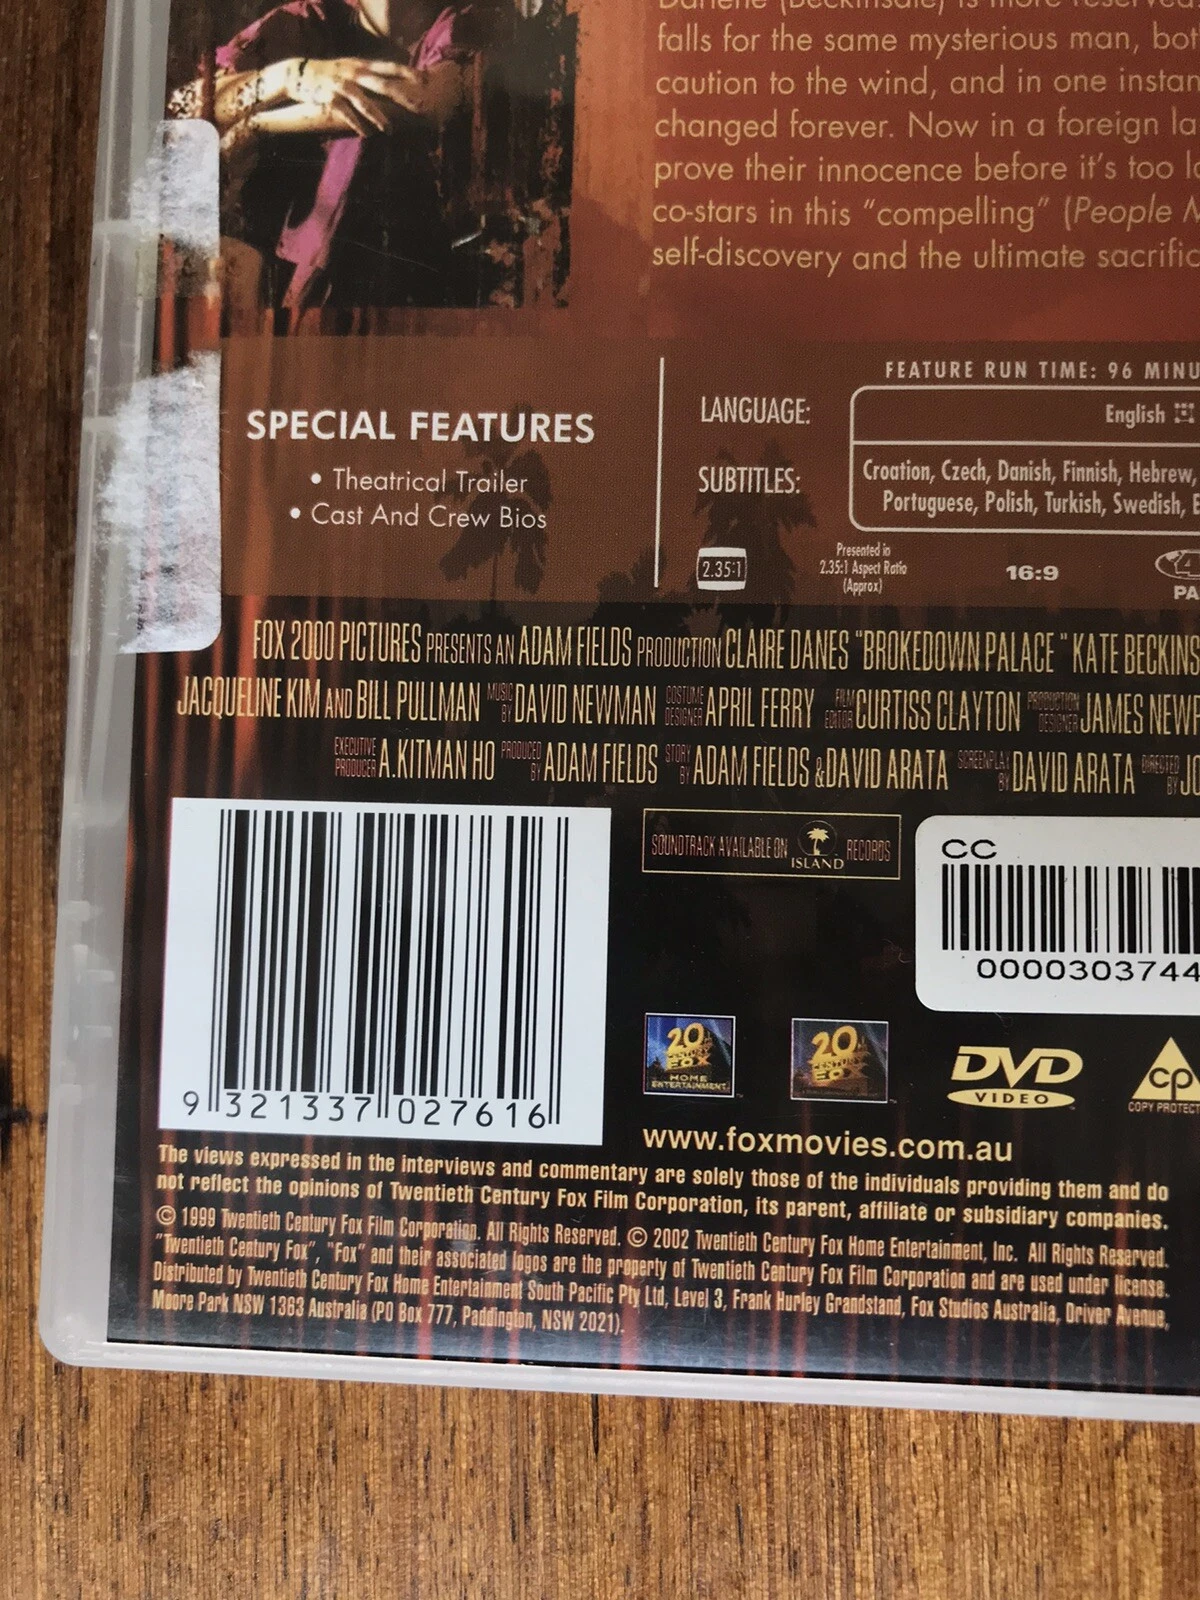 Darlene (Beckinsale) is more reserved.
falls for the same mysterious man, bot
caution to the wind, and in one instan
changed forever. Now in a foreign la
prove their innocence before it's too l
co-stars in this "compelling" (People
self-discovery and the ultimate sacrific
FEATURE RUN TIME: 96 MINU
SPECIAL FEATURES
• Theatrical Trailer
• Cast And Crew Bios
LANGUAGE:
English
SUBTITLES:
Croation, Czech, Danish, Finnish, Hebrew,
Portuguese, Polish, Turkish, Swedish, E
2.35:1
Presented in
2.35:1 Aspect Ratio
(Approx)
16:9
4
PA
FOX 2000 PICTURES PRESENTS AN ADAM FIELDS PRODUCTION CLAIRE DANES "BROKEDOWN PALACE " KATE BECKINS
JACQUELINE KIM AND BILL PULLMAN MUSIC BY DAVID NEWMAN COSTUME DESIGNER APRIL FERRY FILM EDITOR CURTISS CLAYTON PRODUCTION DESIGNER JAMES NEWP
EXECUTIVE PRODUCER A.KITMAN HO PRODUCED BY ADAM FIELDS STORY BY ADAM FIELDS & DAVID ARATA SCREENPLAY BY DAVID ARATA DIRECTED BY JO
SOUNDTRACK AVAILABLE ON ISLAND RECORDS
CC
0000303744
9 321337 027616
20th CENTURY FOX HOME ENTERTAINMENT
20th CENTURY FOX
DVD VIDEO
cp
COPY PROTECT
www.foxmovies.com.au
The views expressed in the interviews and commentary are solely those of the individuals providing them and do
not reflect the opinions of Twentieth Century Fox Film Corporation, its parent, affiliate or subsidiary companies.
© 1999 Twentieth Century Fox Film Corporation. All Rights Reserved. © 2002 Twentieth Century Fox Home Entertainment, Inc. All Rights Reserved.
"Twentieth Century Fox", "Fox" and their associated logos are the property of Twentieth Century Fox Film Corporation and are used under license.
Distributed by Twentieth Century Fox Home Entertainment South Pacific Pty Ltd, Level 3, Frank Hurley Grandstand, Fox Studios Australia, Driver Avenue,
Moore Park NSW 1363 Australia (PO Box 777, Paddington, NSW 2021).